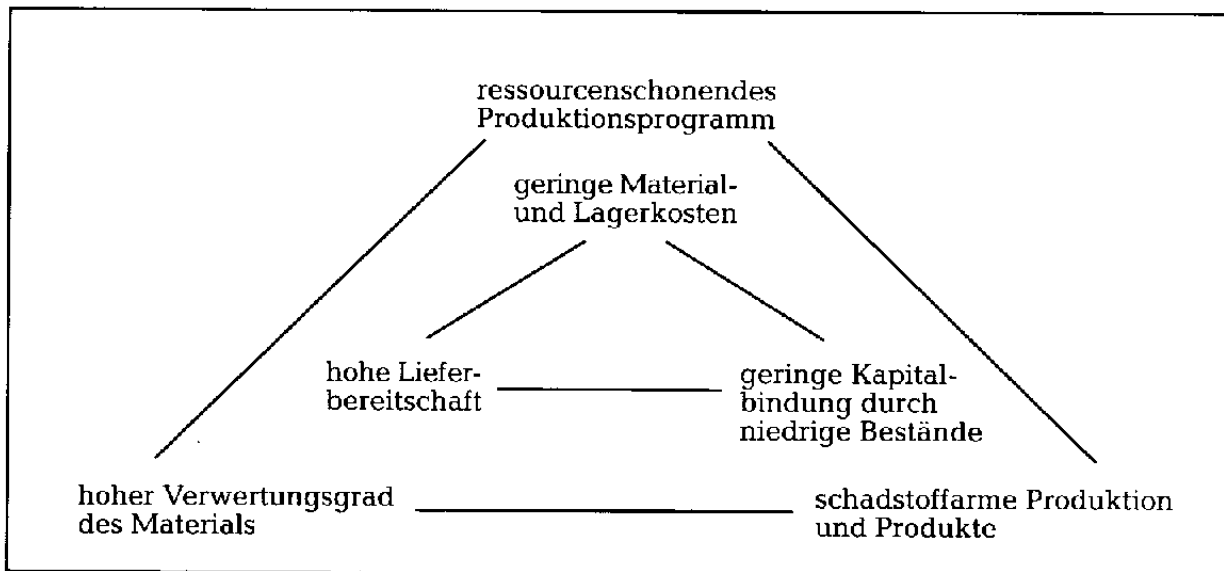 ressourcenschonendes
Produktionsprogramm
geringe Material-
und Lagerkosten
hohe Liefer-
bereitschaft
geringe Kapital-
bindung durch
niedrige Bestände
hoher Verwertungsgrad
des Materials
schadstoffarme Produktion
und Produkte